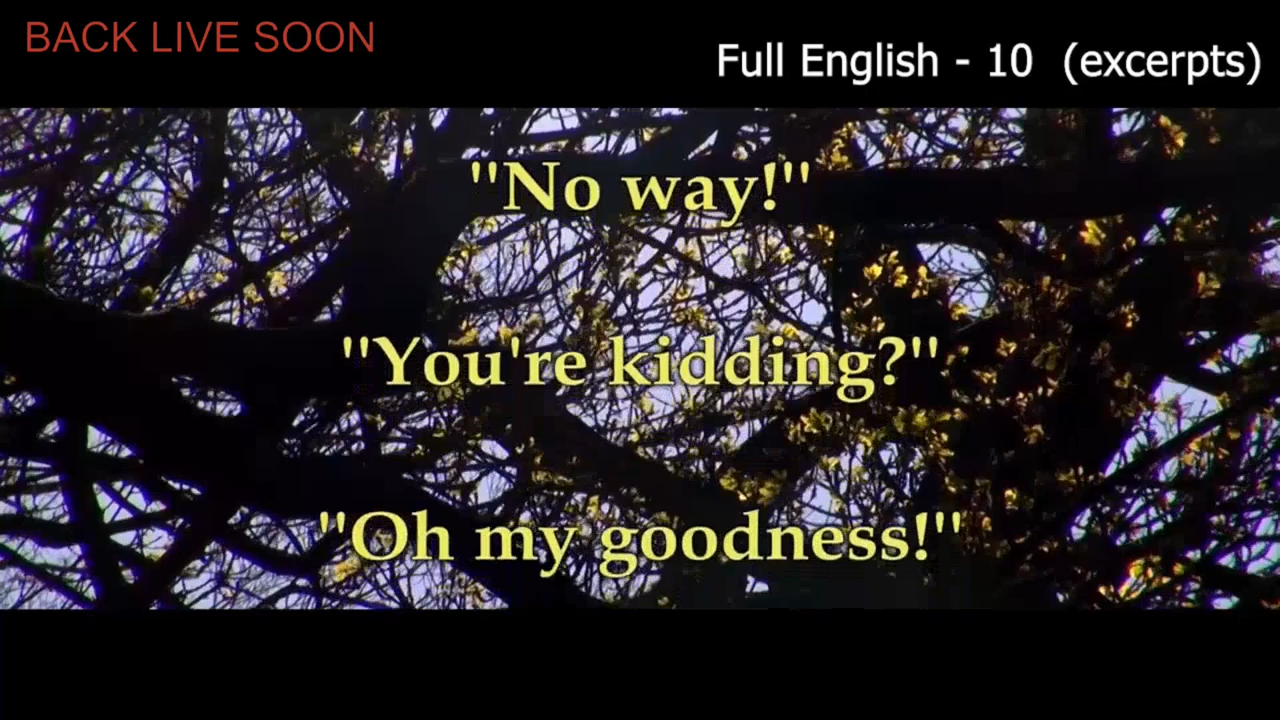 BACK LIVE SOON
Full English - 10 (excerpts)
"No way!"
"You're kidding?"
"Oh my goodness!"